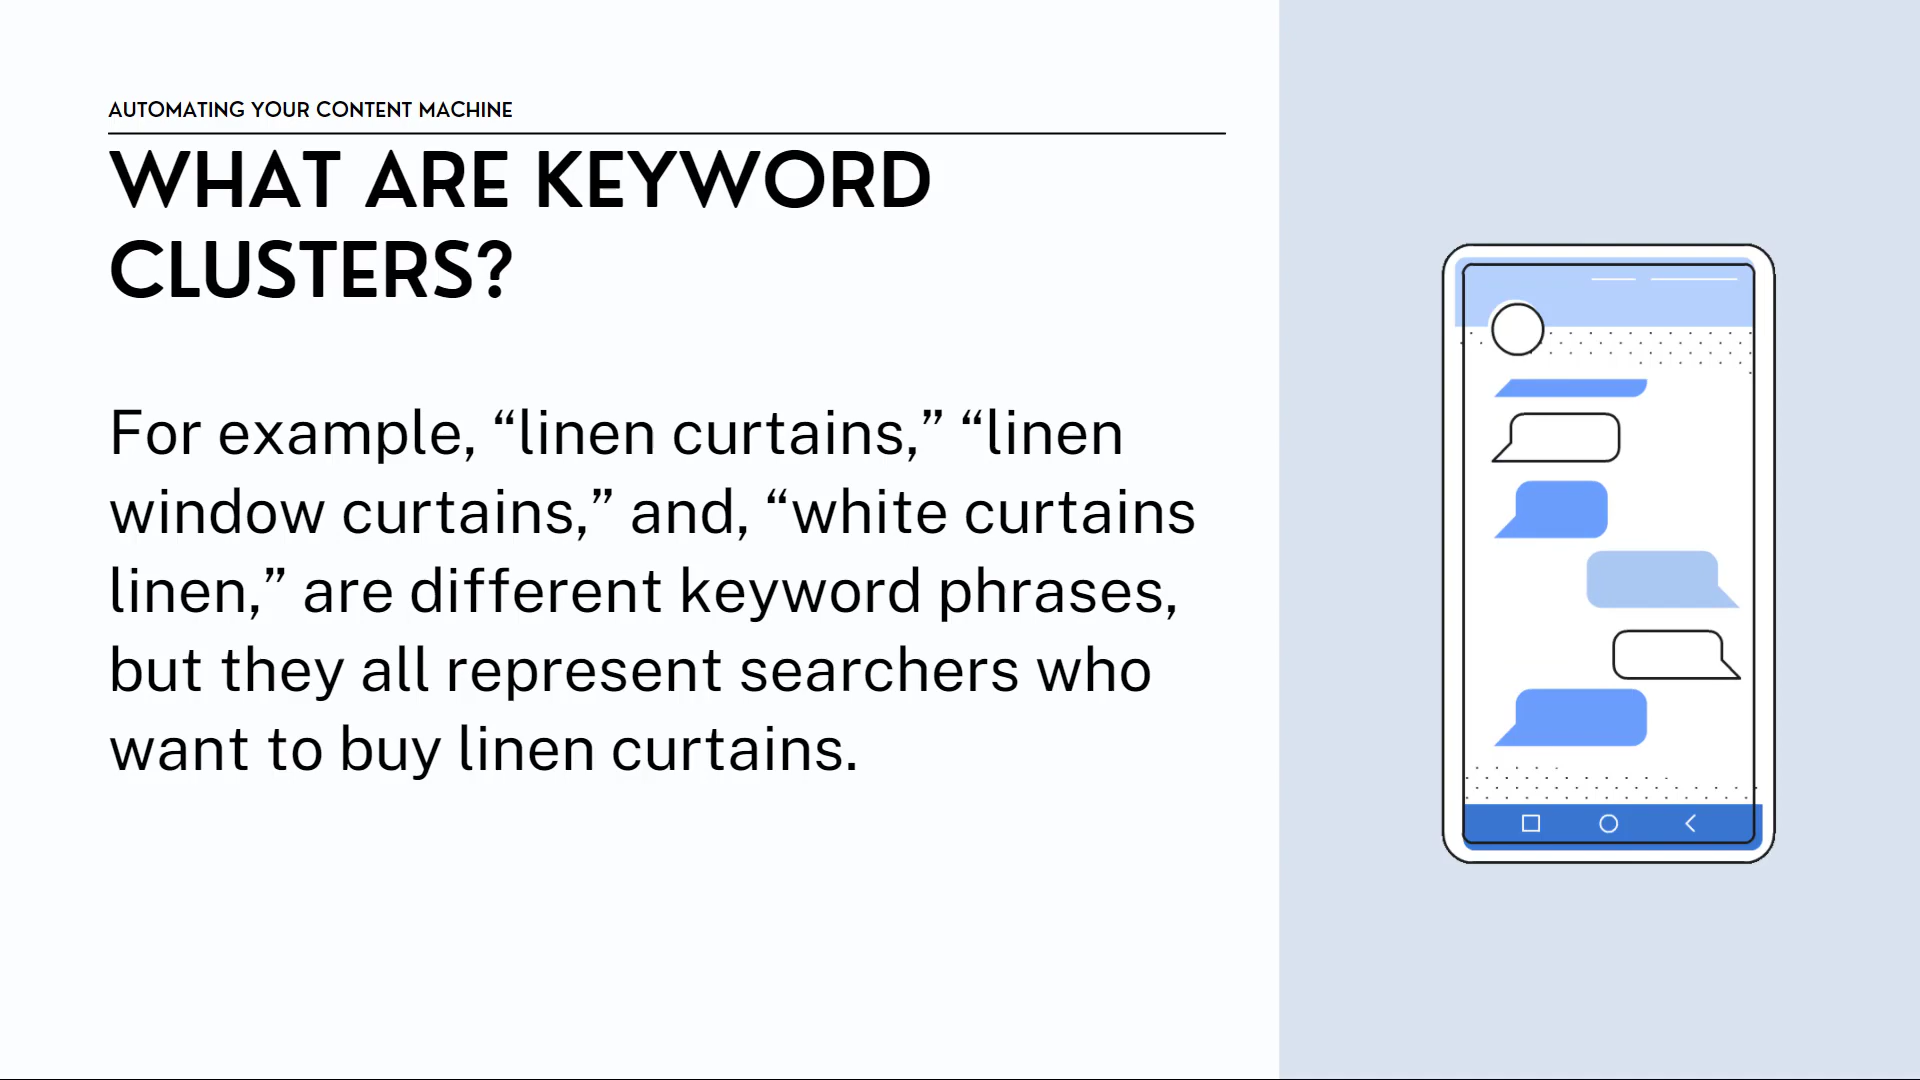 AUTOMATING YOUR CONTENT MACHINE
WHAT ARE KEYWORD
CLUSTERS?
For example, “linen curtains,” “linen
window curtains,” and, “white curtains
linen,” are different keyword phrases,
but they all represent searchers who
want to buy linen curtains.